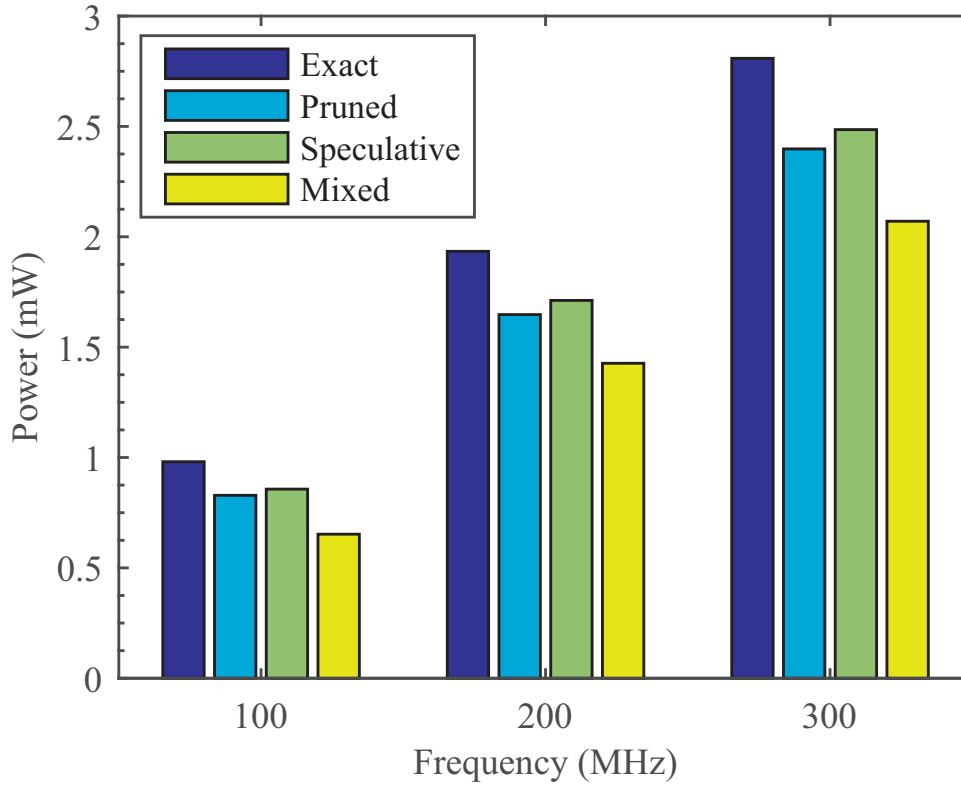 3
2.5
2
1.5
1
0.5
0
Power (mW)
Exact
Pruned
Speculative
Mixed
100
200
300
Frequency (MHz)